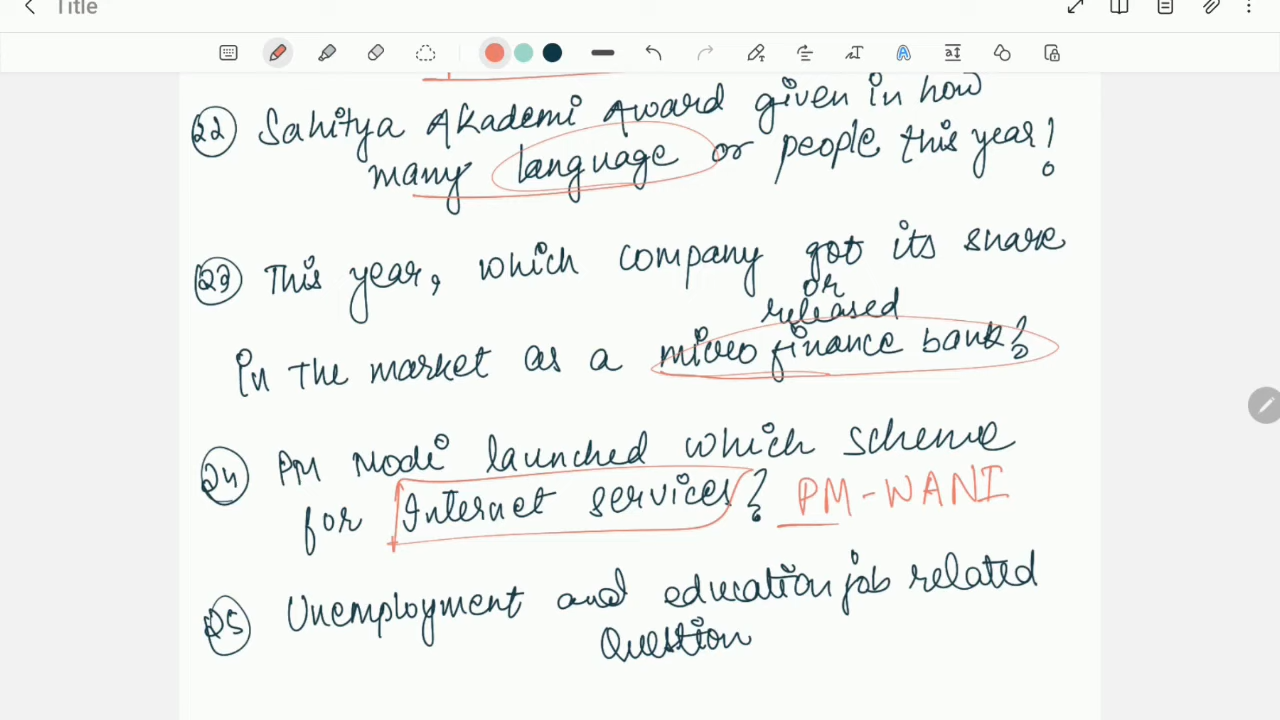 Title
22 Sahitya Akademi Award given in how
many language or people this year?
23 This year, which company got its share
or
released
in the market as a micro finance bank?
24 PM Modi launched which scheme
for Internet services? PM-WANI
25 Unemployment and education job related
Question